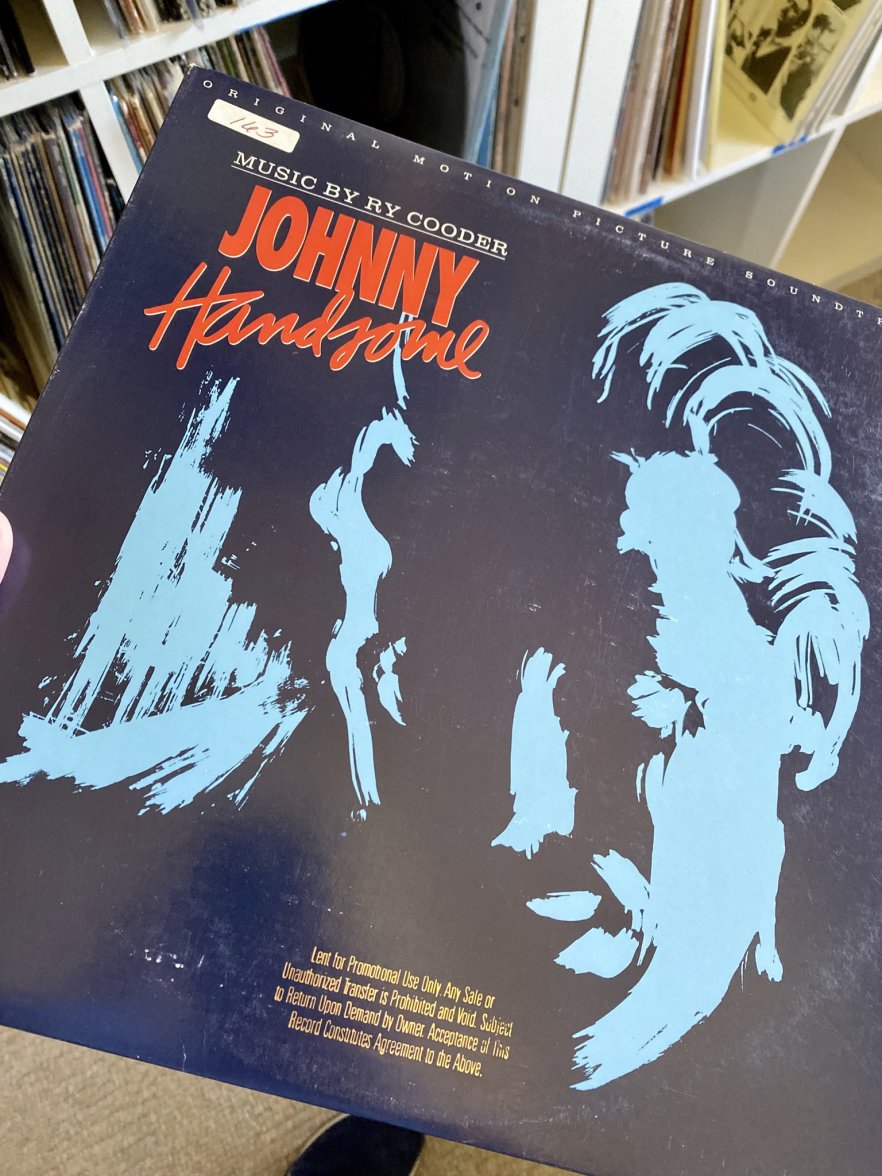 ORIGINAL MOTION PICTURE SOUNDTR
163
MUSIC BY RY COODER
JOHNNY
Handsome
Lent for Promotional Use Only. Any Sale or
Unauthorized Transfer is Prohibited and Void. Subject
to Return Upon Demand by Owner. Acceptance of This
Record Constitutes Agreement to the Above.